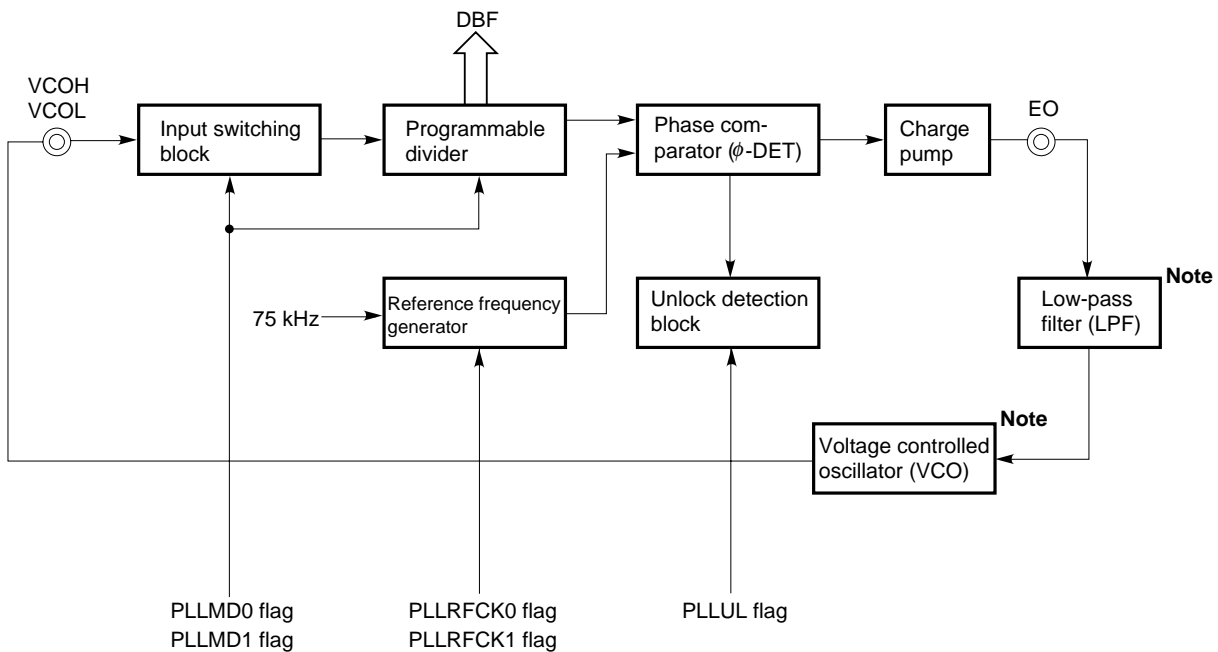 DBF
VCOH
VCOL
Input switching
block
Programmable
divider
Phase com-
parator (ϕ-DET)
Charge
pump
EO
75 kHz
Reference frequency
generator
Unlock detection
block
Note
Low-pass
filter (LPF)
Note
Voltage controlled
oscillator (VCO)
PLLMD0 flag
PLLMD1 flag
PLLRFCK0 flag
PLLRFCK1 flag
PLLUL flag